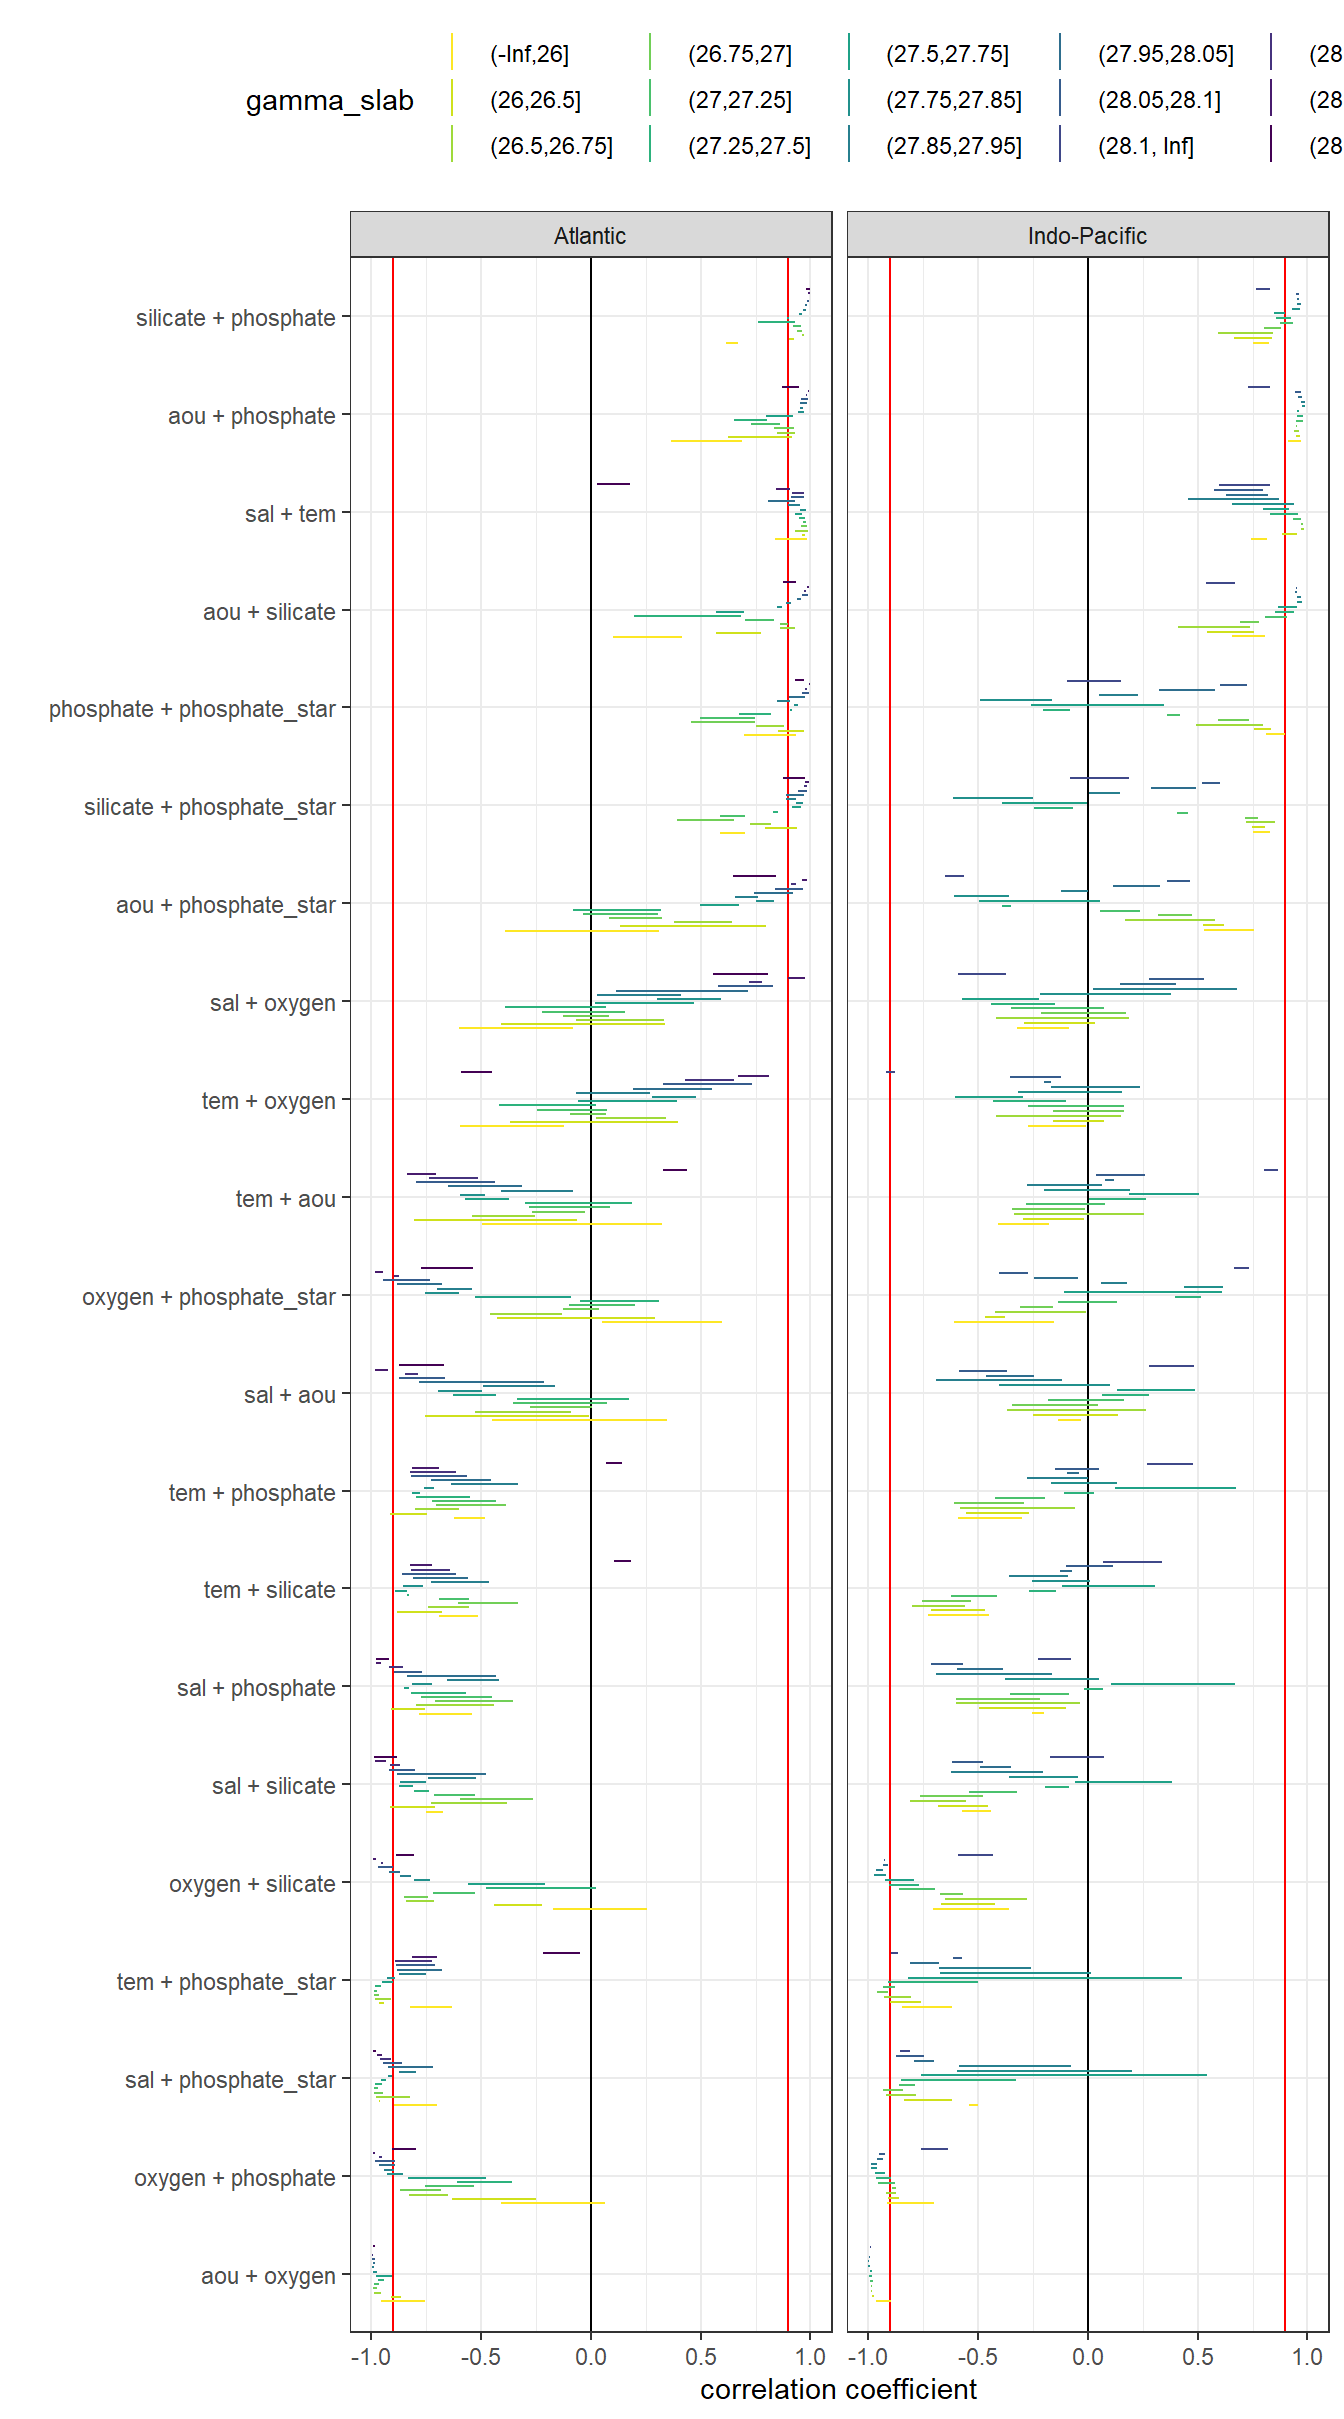 (-Inf,26] (26.75,27] (27.5,27.75] (27.95,28.05] (28
gamma_slab (26,26.5] (27,27.25] (27.75,27.85] (28.05,28.1] (28
(26.5,26.75] (27.25,27.5] (27.85,27.95] (28.1, Inf] (28
Atlantic Indo-Pacific
silicate + phosphate
aou + phosphate
sal + tem
aou + silicate
phosphate + phosphate_star
silicate + phosphate_star
aou + phosphate_star
sal + oxygen
tem + oxygen
tem + aou
oxygen + phosphate_star
sal + aou
tem + phosphate
tem + silicate
sal + phosphate
sal + silicate
oxygen + silicate
tem + phosphate_star
sal + phosphate_star
oxygen + phosphate
aou + oxygen
-1.0 -0.5 0.0 0.5 1.0 -1.0 -0.5 0.0 0.5 1.0
correlation coefficient